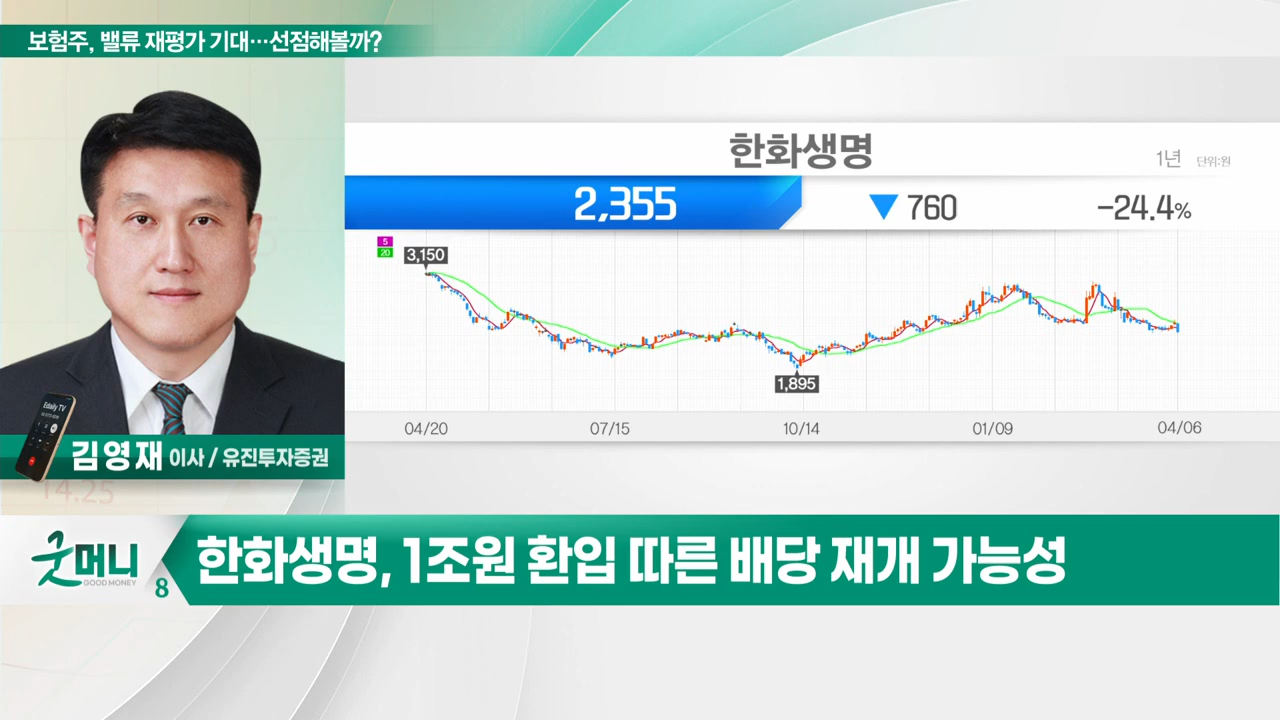 보험주, 밸류 재평가 기대…선점해볼까?
한화생명
1년 단위:원
2,355 ▼ 760 -24.4%
5
20
3,150
1,895
04/20 07/15 10/14 01/09 04/06
Edaily TV
김영재 이사 / 유진투자증권
14.25
굿머니
GOOD MONEY
8
한화생명, 1조원 환입 따른 배당 재개 가능성